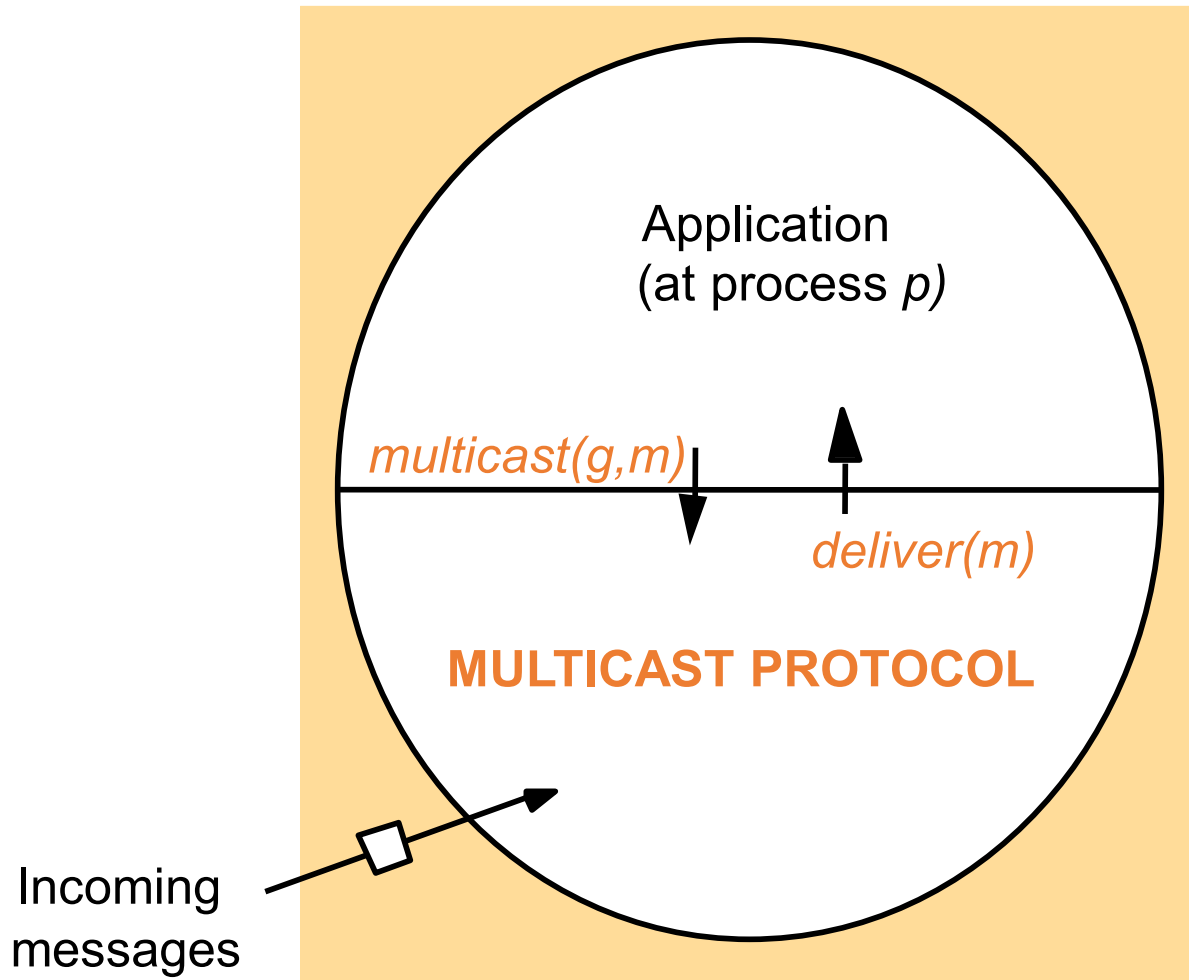 Application
(at process p)
multicast(g,m)
deliver(m)
MULTICAST PROTOCOL
Incoming
messages